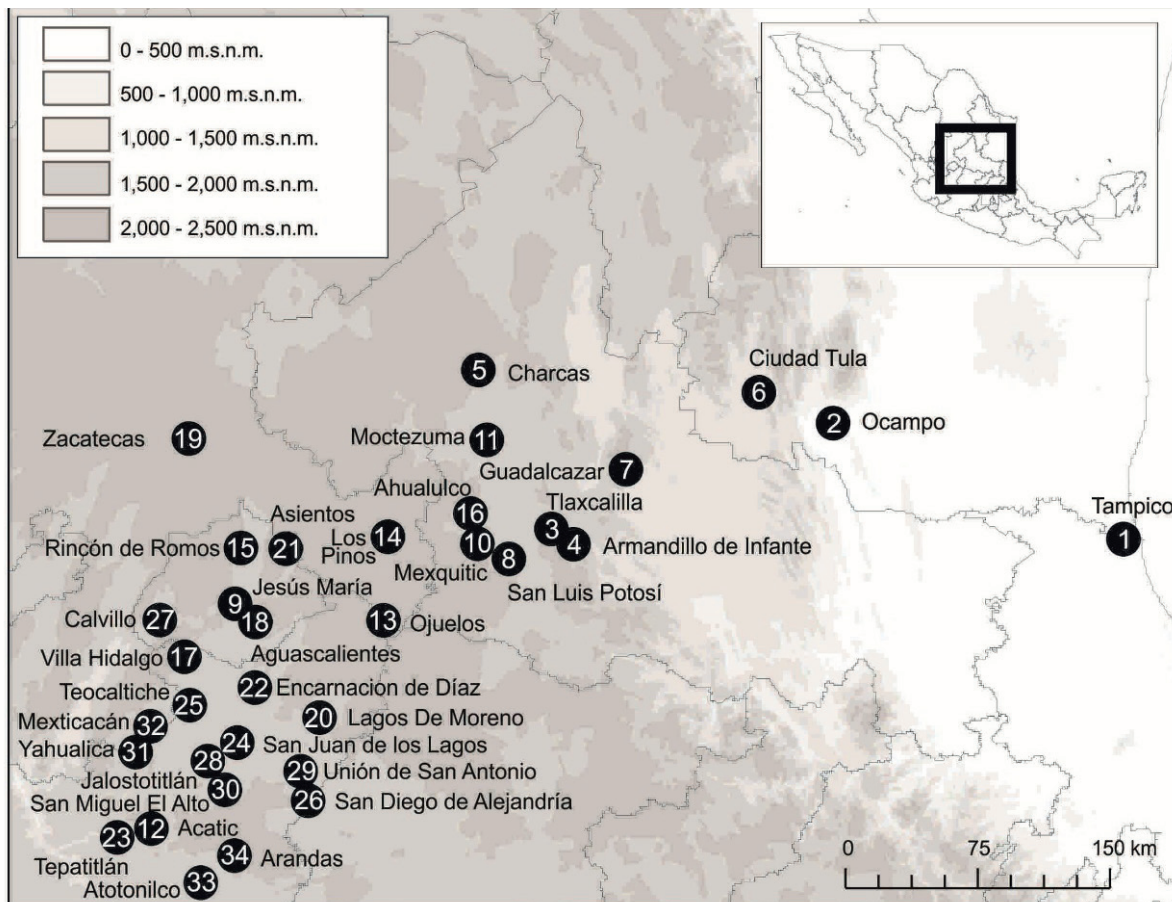 0 - 500 m.s.n.m.
500 - 1,000 m.s.n.m.
1,000 - 1,500 m.s.n.m.
1,500 - 2,000 m.s.n.m.
2,000 - 2,500 m.s.n.m.
Ciudad Tula
6
5
Charcas
2
Ocampo
Zacatecas
19
Moctezuma
11
Guadalcazar
7
Ahualulco
16
Tlaxcalilla
3
Tampico
1
Asientos
Los
Pinos
14
10
4
Armandillo de Infante
Rincón de Romos
15
21
Mexquitic
8
San Luis Potosí
Jesús María
9
18
Calvillo
27
13
Ojuelos
Villa Hidalgo
17
Aguascalientes
22
Encarnacion de Díaz
Teocaltiche
25
20
Lagos De Moreno
Mexticacán
32
24
San Juan de los Lagos
Yahualica
31
28
29
Unión de San Antonio
Jalostotitlán
30
San Miguel El Alto
26
San Diego de Alejandría
23
12
Acatic
Tepatitlán
34
Arandas
Atotonilco
33
0 75 150 km